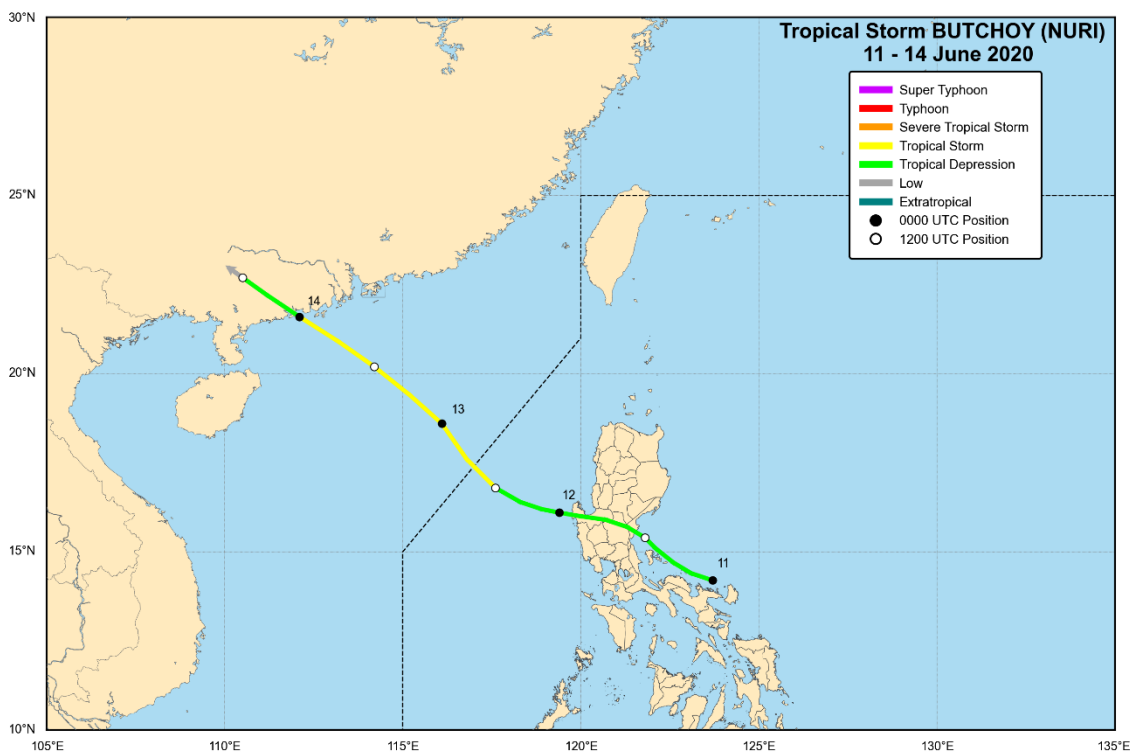 Tropical Storm BUTCHOY (NURI)
11 - 14 June 2020
Super Typhoon
Typhoon
Severe Tropical Storm
Tropical Storm
Tropical Depression
Low
Extratropical
0000 UTC Position
1200 UTC Position
30°N
25°N
20°N
15°N
10°N
14
13
12
11
105°E
110°E
115°E
120°E
125°E
130°E
135°E